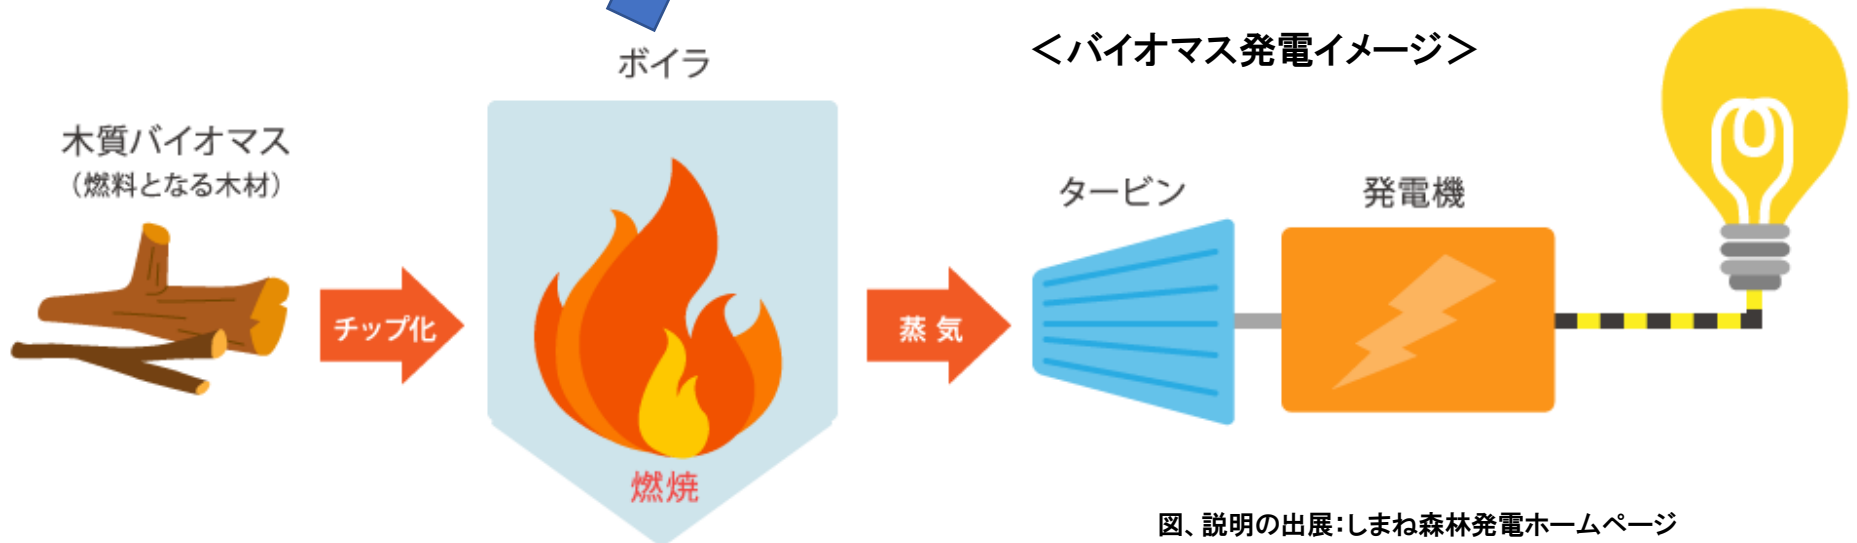 ＜バイオマス発電イメージ＞
ボイラ
木質バイオマス
（燃料となる木材）
タービン
発電機
チップ化
蒸気
燃焼
図、説明の出展：しまね森林発電ホームページ